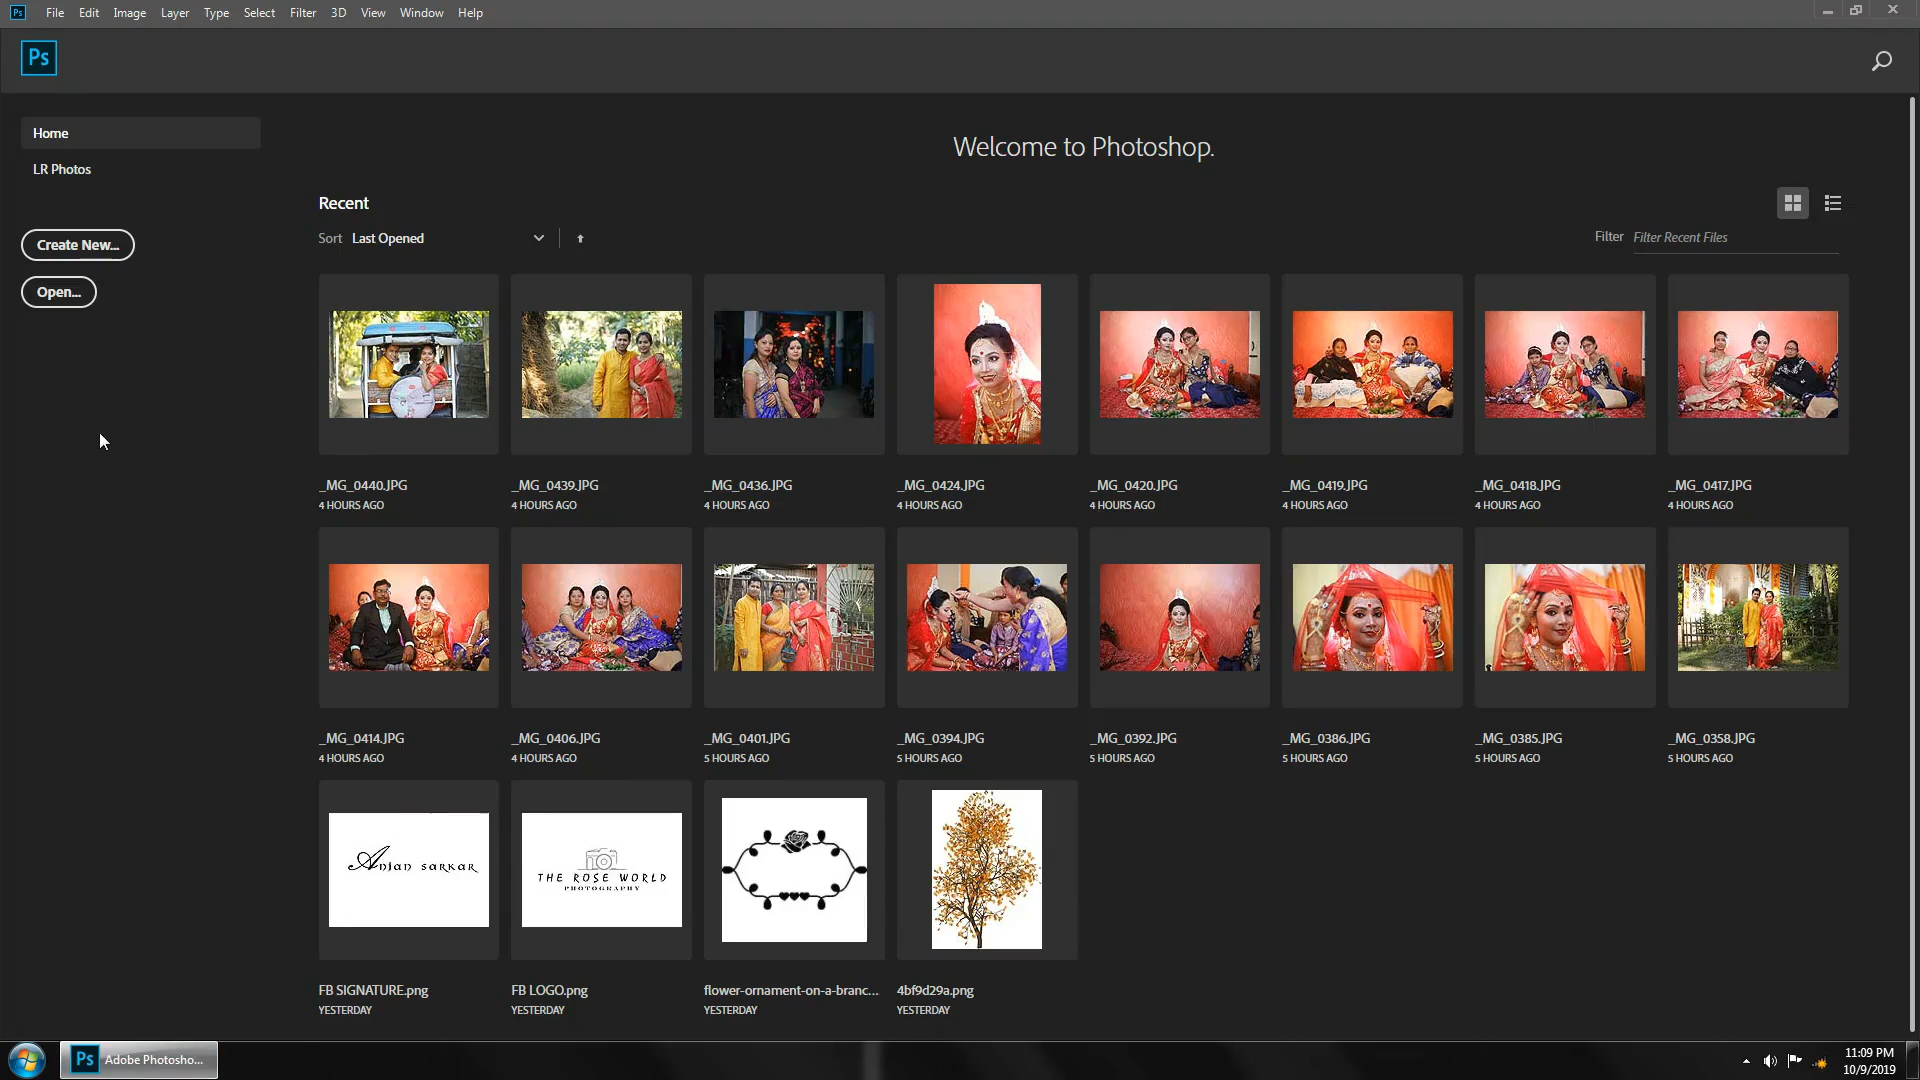 Ps File Edit Image Layer Type Select Filter 3D View Window Help
Ps
Home
LR Photos
Create New...
Open...
Welcome to Photoshop.
Recent
Sort Last Opened
Filter Filter Recent Files
_MG_0440.JPG _MG_0439.JPG _MG_0436.JPG _MG_0424.JPG _MG_0420.JPG _MG_0419.JPG _MG_0418.JPG _MG_0417.JPG
4 HOURS AGO 4 HOURS AGO 4 HOURS AGO 4 HOURS AGO 4 HOURS AGO 4 HOURS AGO 4 HOURS AGO 4 HOURS AGO
_MG_0414.JPG _MG_0406.JPG _MG_0401.JPG _MG_0394.JPG _MG_0392.JPG _MG_0386.JPG _MG_0385.JPG _MG_0358.JPG
4 HOURS AGO 4 HOURS AGO 5 HOURS AGO 5 HOURS AGO 5 HOURS AGO 5 HOURS AGO 5 HOURS AGO 5 HOURS AGO
Anjan sarkar
THE ROSE WORLD
PHOTOGRAPHY
FB SIGNATURE.png FB LOGO.png flower-ornament-on-a-branc... 4bf9d29a.png
YESTERDAY YESTERDAY YESTERDAY YESTERDAY
Ps Adobe Photosho...
11:09 PM
10/9/2019